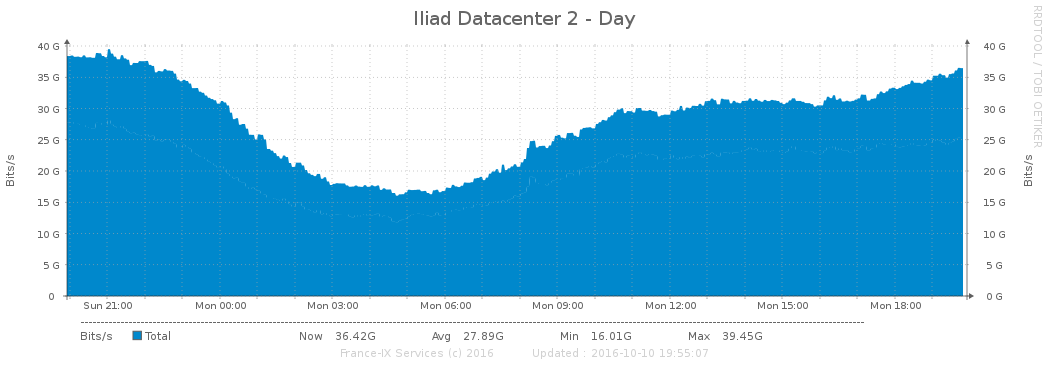 Iliad Datacenter 2 - Day
RRDTOOL / TOBI OETIKER
Bits/s
Bits/s
40 G 40 G
35 G 35 G
30 G 30 G
25 G 25 G
20 G 20 G
15 G 15 G
10 G 10 G
5 G 5 G
0 0 G
Sun 21:00 Mon 00:00 Mon 03:00 Mon 06:00 Mon 09:00 Mon 12:00 Mon 15:00 Mon 18:00
Bits/s Total Now 36.42G Avg 27.89G Min 16.01G Max 39.45G
France-IX Services (c) 2016 Updated : 2016-10-10 19:55:07